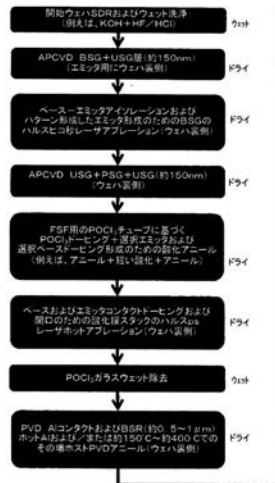 開始ウェハSDRおよびウェット洗浄
(例えば, KOH+HF/HCl)
ウェット
APCVD BSG+USG層(約150nm)
(エミッタ用にウェハ裏側)
ドライ
ベース-エミッタアイソレーションおよび
パターン形成したエミッタ形成のためのBSGの
パルスピコ秒レーザアブレーション(ウェハ裏側)
ドライ
APCVD USG+PSG+USG(約150nm)
(ウェハ裏側)
ドライ
FSF用のPOCl₃チューブに基づく
POCl₃ドーピング+選択エミッタおよび
選択ベースドーピング形成のための酸化アニール
(例えば, アニール+短い酸化+アニール)
ドライ
ベースおよびエミッタコンタクトドーピングおよび
開口のための酸化膜スタックのパルスps
レーザホットアブレーション(ウェハ裏側)
ドライ
POCl₃ガラスウェット除去
ウェット
PVD AlコンタクトおよびBSR(約0. 5~1μm)
ホットAlおよび/または約150℃~約400℃での
その場ポストPVDアニール(ウェハ裏側)
ドライ